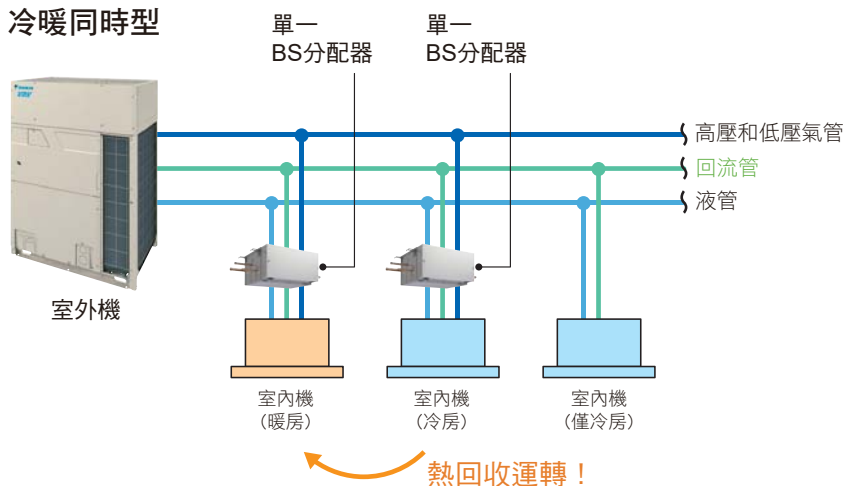 冷暖同時型
單一
BS分配器
單一
BS分配器
DAIKIN
高壓和低壓氣管
回流管
液管
室外機
室內機
（暖房）
室內機
（冷房）
室內機
（僅冷房）
熱回收運轉！